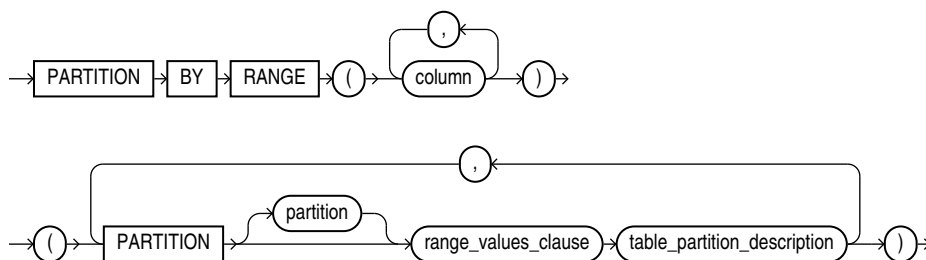 ,
PARTITION BY RANGE ( column )
,
partition
( PARTITION range_values_clause table_partition_description )